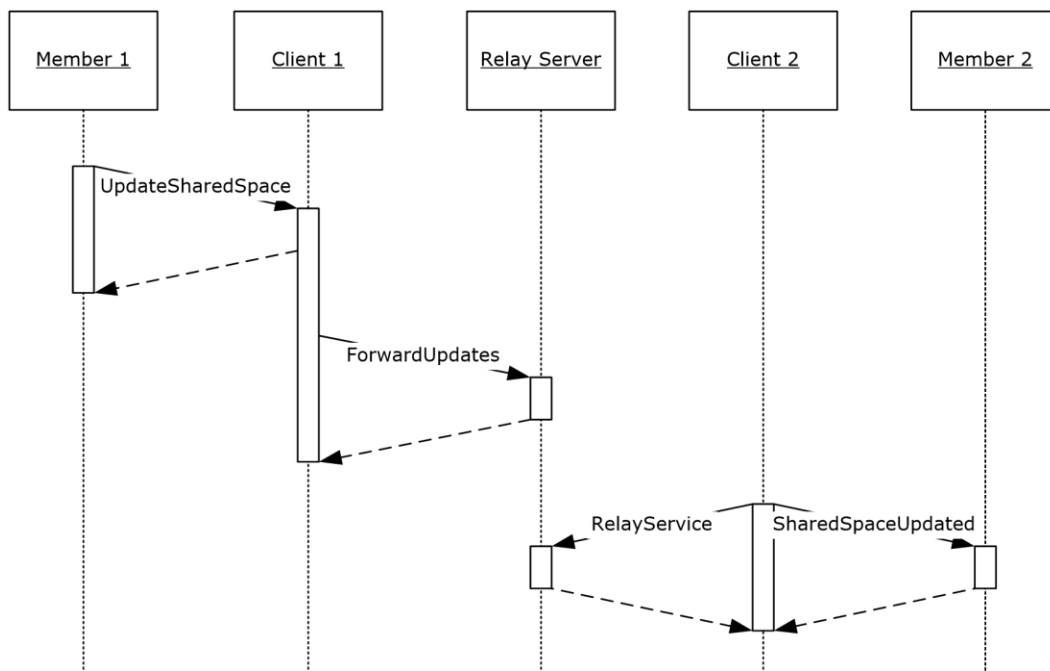 Member 1
Client 1
Relay Server
Client 2
Member 2
UpdateSharedSpace
ForwardUpdates
RelayService
SharedSpaceUpdated